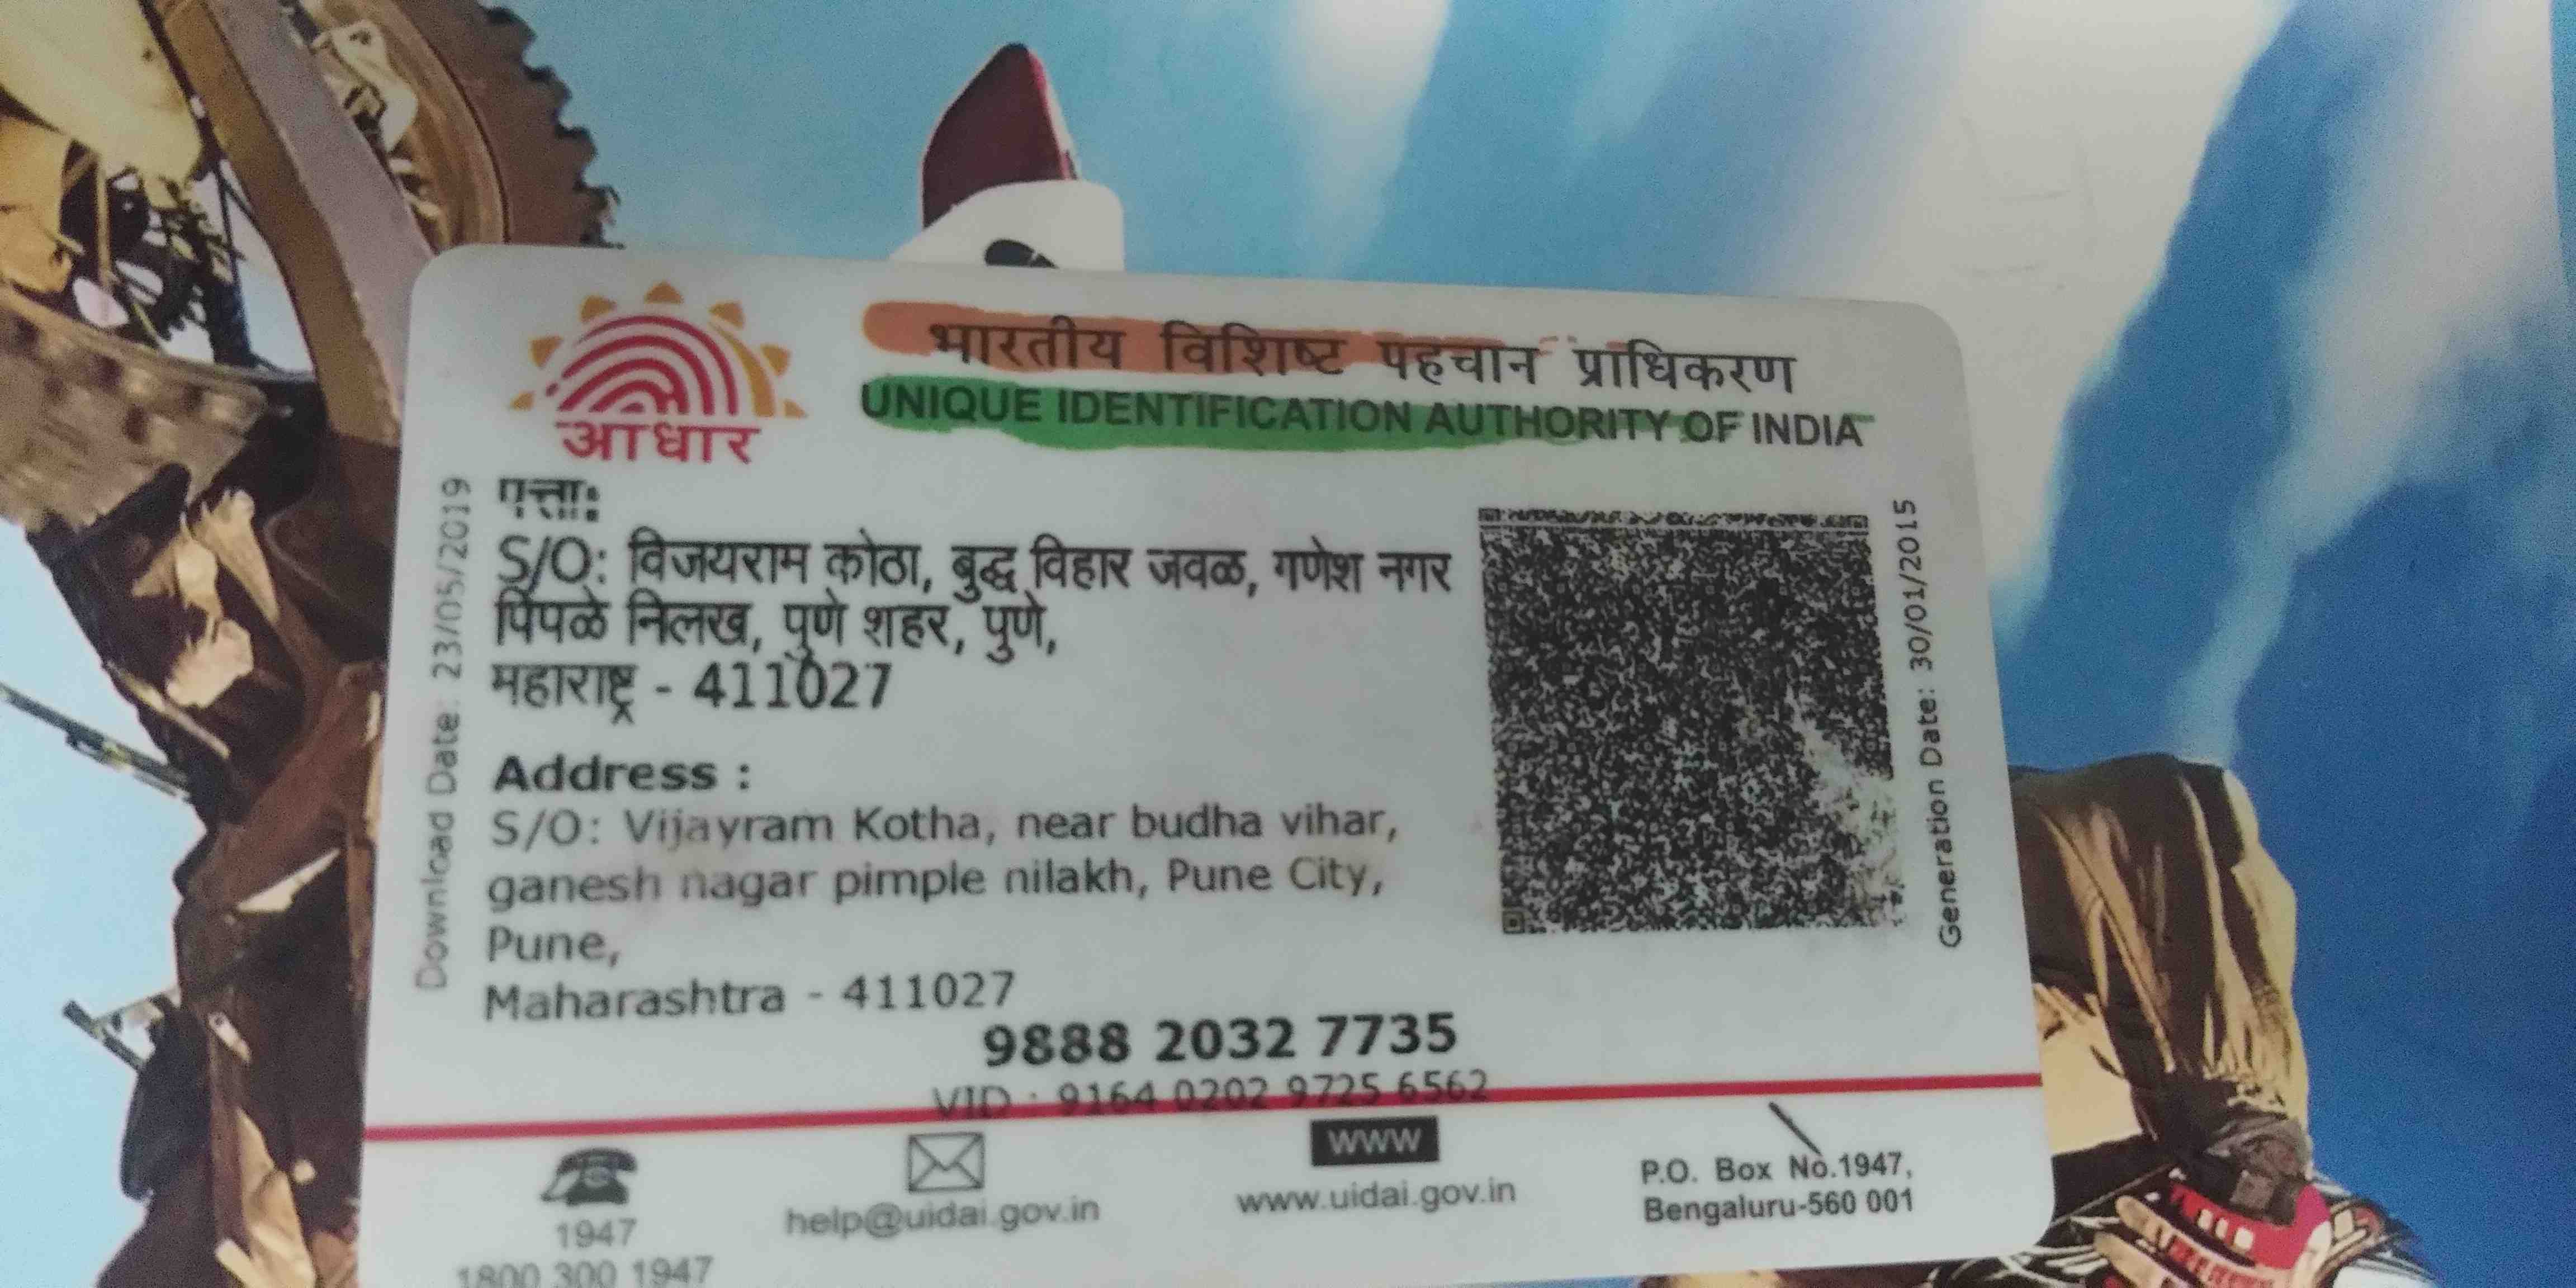 आधार
भारतीय विशिष्ट पहचान प्राधिकरण
UNIQUE IDENTIFICATION AUTHORITY OF INDIA
Download Date: 23/05/2019
पत्ता:
S/O: विजयराम कोठा, बुद्ध विहार जवळ, गणेश नगर
पिंपळे निलख, पुणे शहर, पुणे,
महाराष्ट्र - 411027
Address :
S/O: Vijayram Kotha, near budha vihar,
ganesh nagar pimple nilakh, Pune City,
Pune,
Maharashtra - 411027
Generation Date: 30/01/2015
9888 2032 7735
VID : 9164 0202 9725 6562
1947
1800 300 1947
help@uidai.gov.in
www
www.uidai.gov.in
P.O. Box No.1947,
Bengaluru-560 001